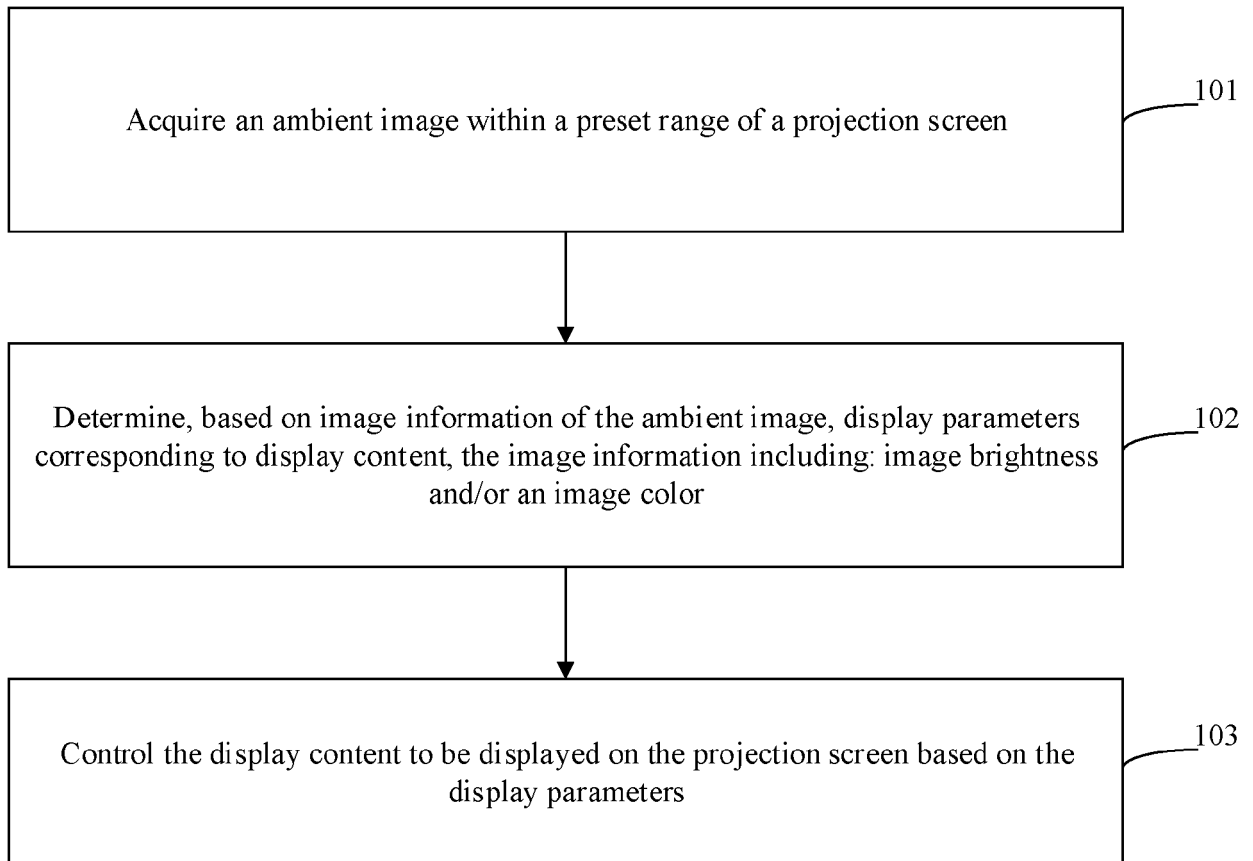 Acquire an ambient image within a preset range of a projection screen
101
Determine, based on image information of the ambient image, display parameters
corresponding to display content, the image information including: image brightness
and/or an image color
102
Control the display content to be displayed on the projection screen based on the
display parameters
103